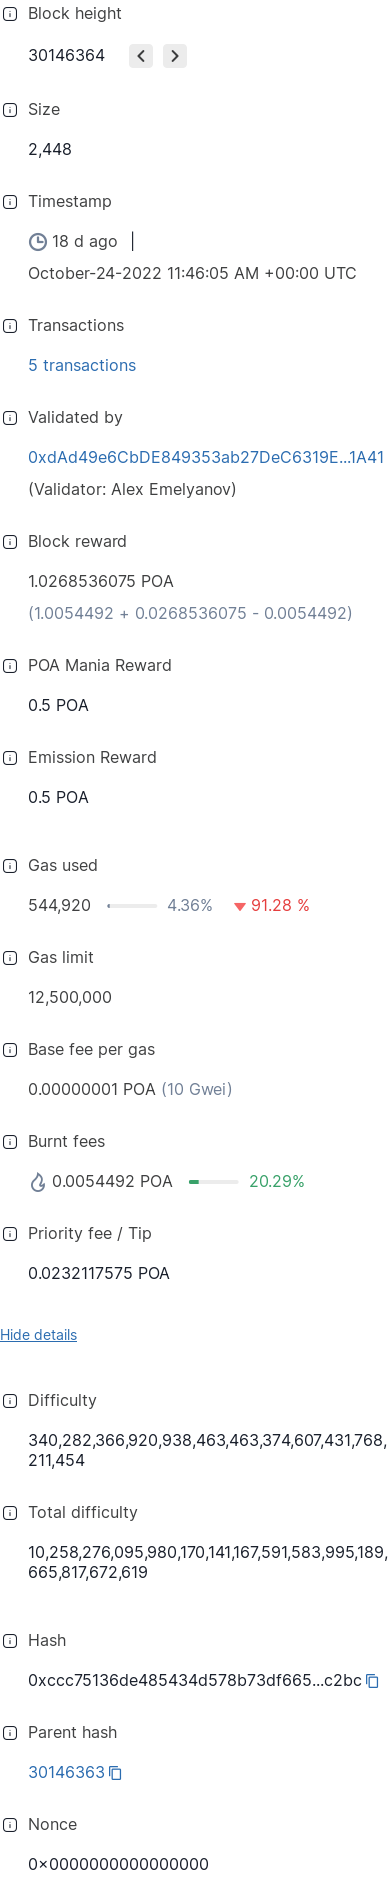 Block height
30146364
Size
2,448
Timestamp
18 d ago |
October-24-2022 11:46:05 AM +00:00 UTC
Transactions
5 transactions
Validated by
0xdAd49e6CbDE849353ab27DeC6319E...1A41
(Validator: Alex Emelyanov)
Block reward
1.0268536075 POA
(1.0054492 + 0.0268536075 - 0.0054492)
POA Mania Reward
0.5 POA
Emission Reward
0.5 POA
Gas used
544,920 4.36% 91.28 %
Gas limit
12,500,000
Base fee per gas
0.00000001 POA (10 Gwei)
Burnt fees
0.0054492 POA 20.29%
Priority fee / Tip
0.0232117575 POA
Hide details
Difficulty
340,282,366,920,938,463,463,374,607,431,768,
211,454
Total difficulty
10,258,276,095,980,170,141,167,591,583,995,189,
665,817,672,619
Hash
0xccc75136de485434d578b73df665...c2bc
Parent hash
30146363
Nonce
0×0000000000000000